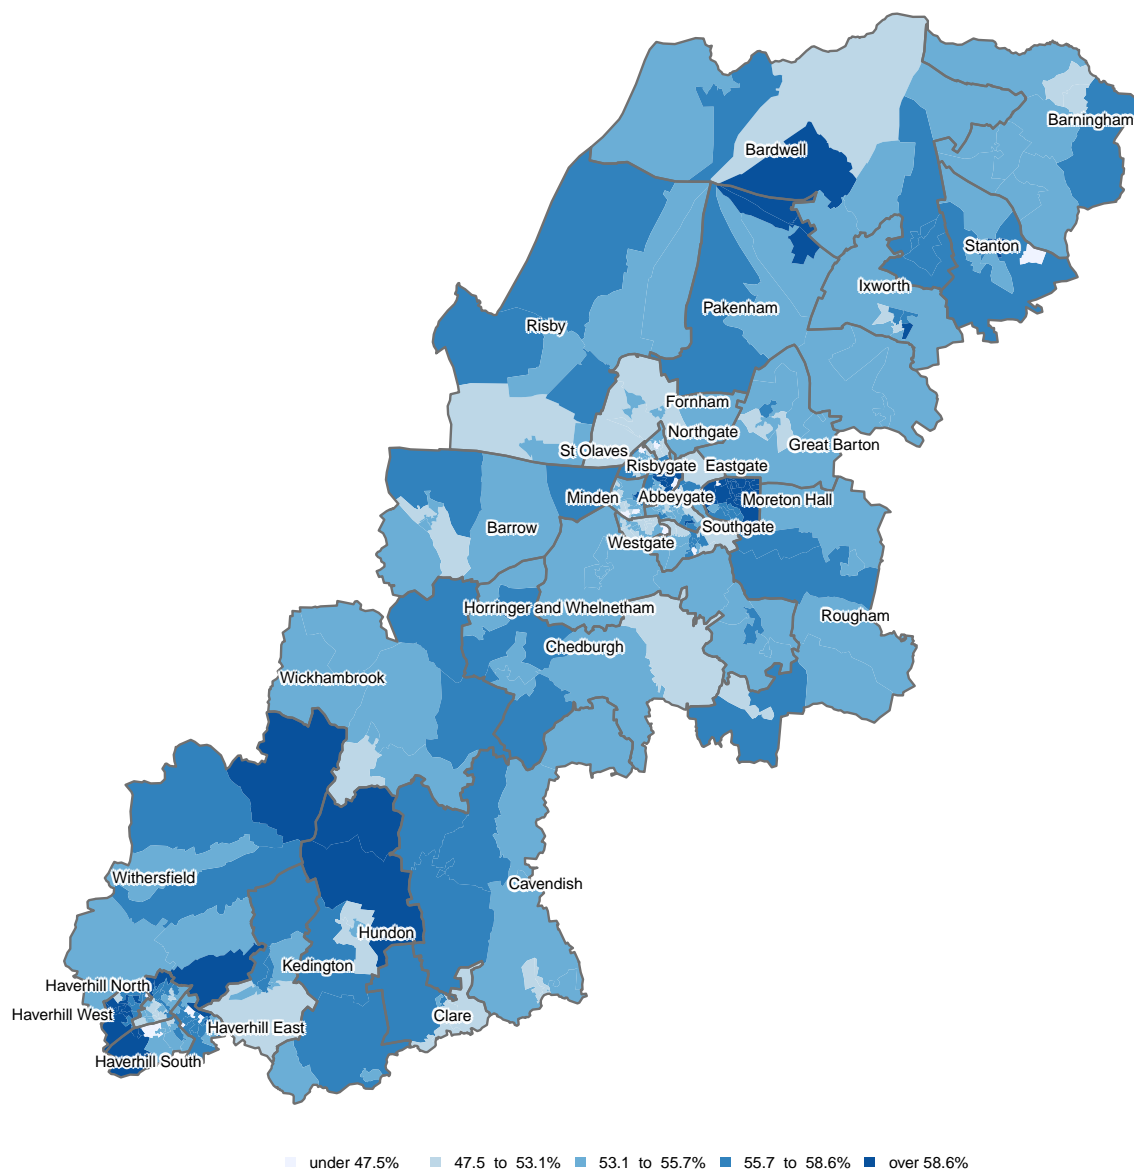 Barningham
Bardwell
Stanton
Ixworth
Pakenham
Risby
Fornham
Northgate
Great Barton
St Olaves
Risbygate
Eastgate
Minden
Abbeygate
Moreton Hall
Barrow
Southgate
Westgate
Horringer and Whelnetham
Rougham
Chedburgh
Wickhambrook
Withersfield
Cavendish
Hundon
Kedington
Haverhill North
Haverhill West
Clare
Haverhill East
Haverhill South
under 47.5% 47.5 to 53.1% 53.1 to 55.7% 55.7 to 58.6% over 58.6%